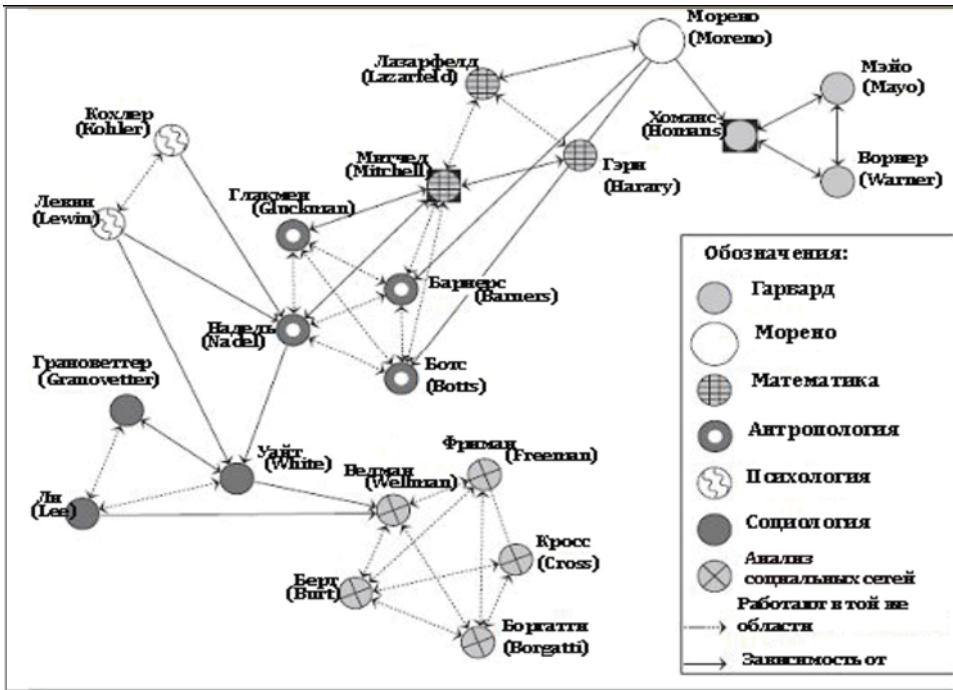 Морено
(Moreno)
Лазарфелд
(Lazarfeld)
Мэйо
(Mayo)
Кохлер
(Kohler)
Хоманс
(Homans)
Митчел
(Mitchell)
Гэри
(Harary)
Ворнер
(Warner)
Глакмен
(Gluckman)
Левин
(Lewin)
Барнерс
(Barners)
Надель
(Nadel)
Ботс
(Botts)
Грановеттер
(Granovetter)
Уайт
(White)
Велман
(Wellman)
Фриман
(Freeman)
Ли
(Lee)
Кросс
(Cross)
Берт
(Burt)
Боргатти
(Borgatti)
Обозначения:
Гарвард
Морено
Математика
Антропология
Психология
Социология
Анализ
социальных сетей
Работают в той же
области
Зависимость от